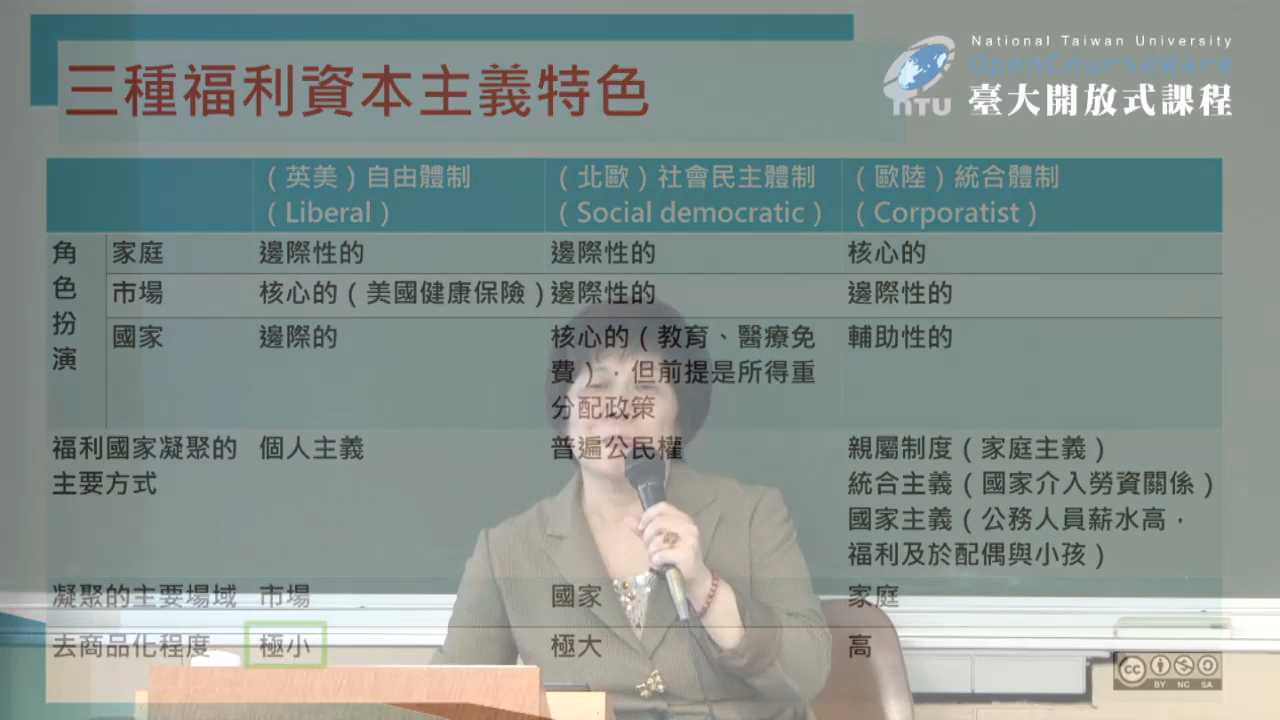 三種福利資本主義特色
National Taiwan University
OpenCourseWare
NTU 臺大開放式課程
(英美)自由體制 (北歐)社會民主體制 (歐陸)統合體制
(Liberal) (Social democratic) (Corporatist)
角色扮演 家庭 邊際性的 邊際性的 核心的
市場 核心的(美國健康保險) 邊際性的 邊際性的
國家 邊際的 核心的(教育、醫療免 輔助性的
費),但前提是所得重
分配政策
福利國家凝聚的 個人主義 普遍公民權 親屬制度(家庭主義)
主要方式 統合主義(國家介入勞資關係)
國家主義(公務人員薪水高,
福利及於配偶與小孩)
凝聚的主要場域 市場 國家 家庭
去商品化程度 極小 極大 高
cc BY NC SA